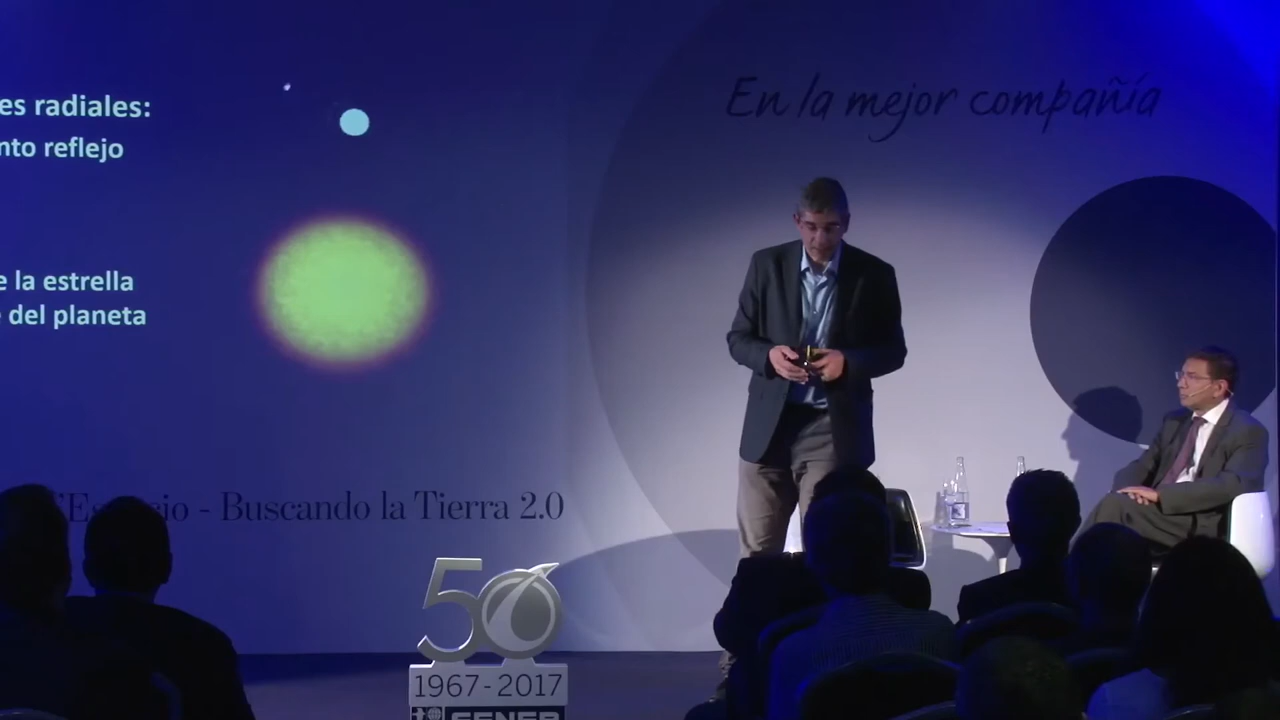 es radiales:
nto reflejo
e la estrella
e del planeta
En la mejor compañía
- Buscando la Tierra 2.0
50
1967-2017
SENER